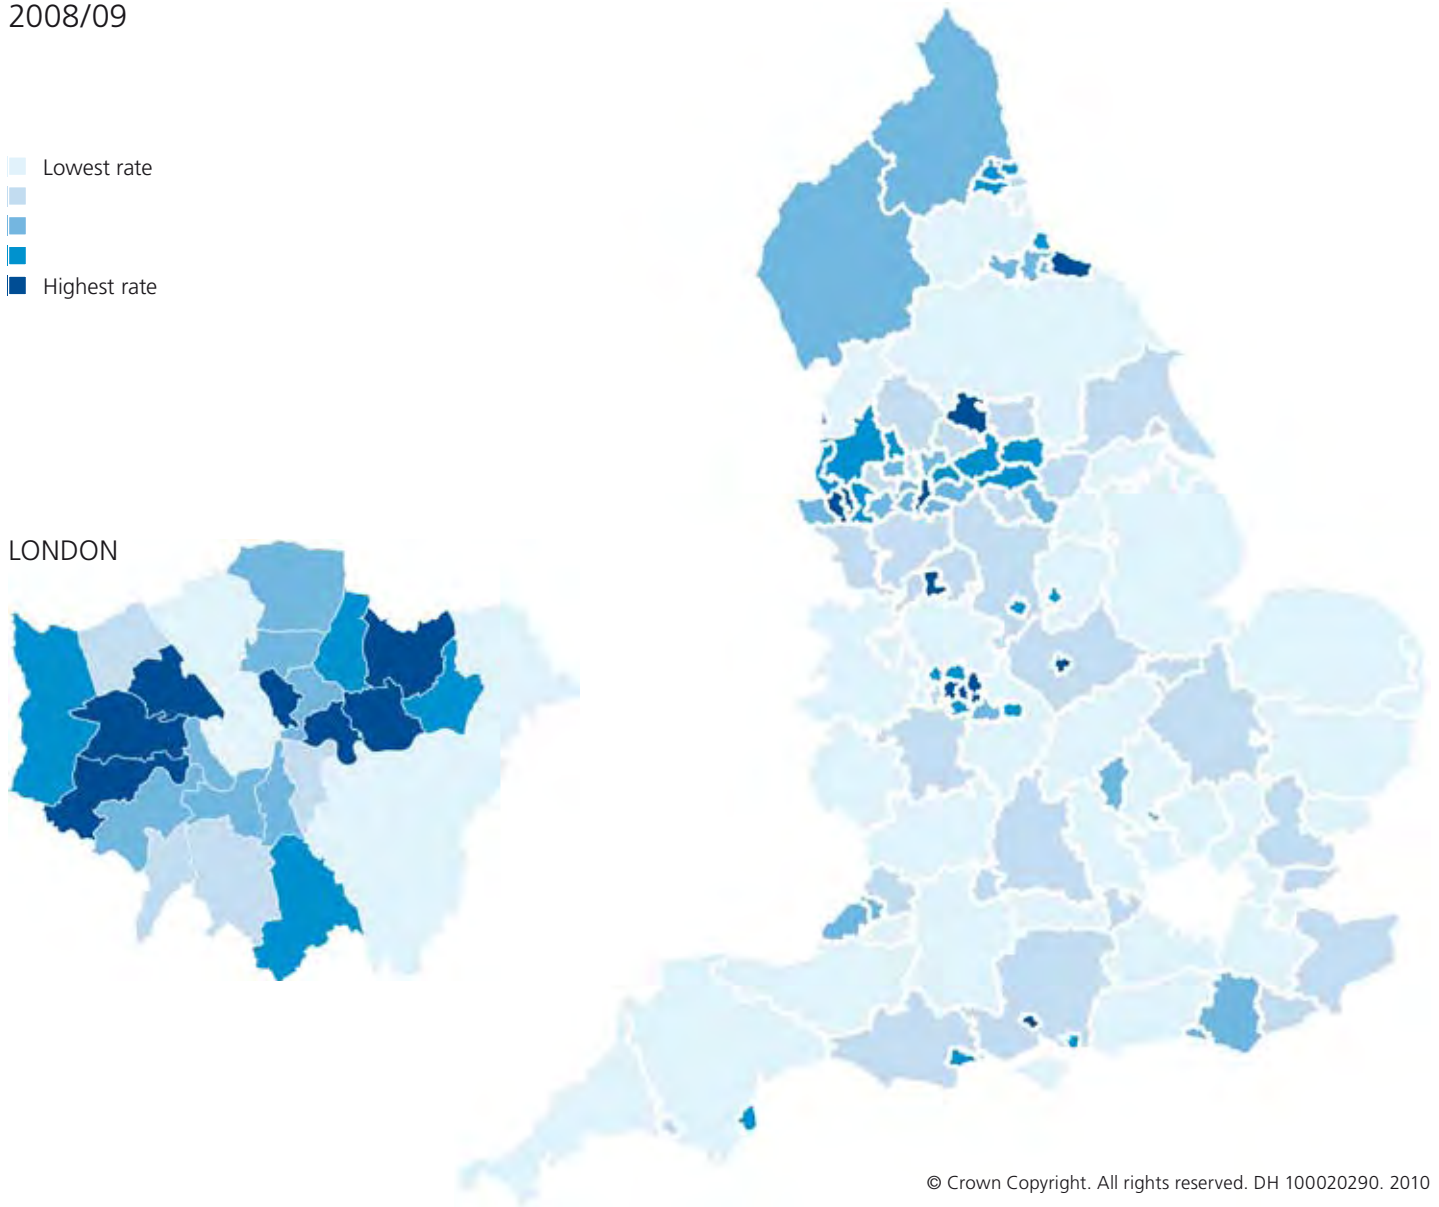 2008/09
Lowest rate
Highest rate
LONDON
© Crown Copyright. All rights reserved. DH 100020290. 2010